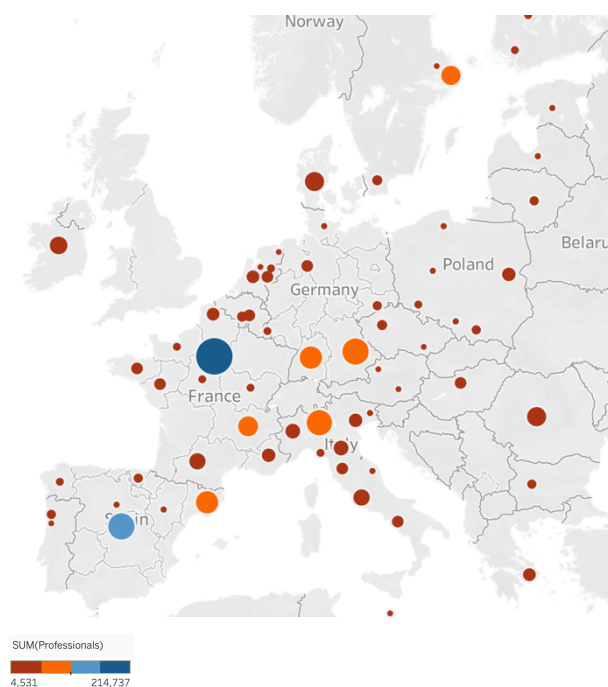 Norway
Belaru
Poland
Germany
France
Italy
Spain
SUM(Professionals)
4,531
214,737